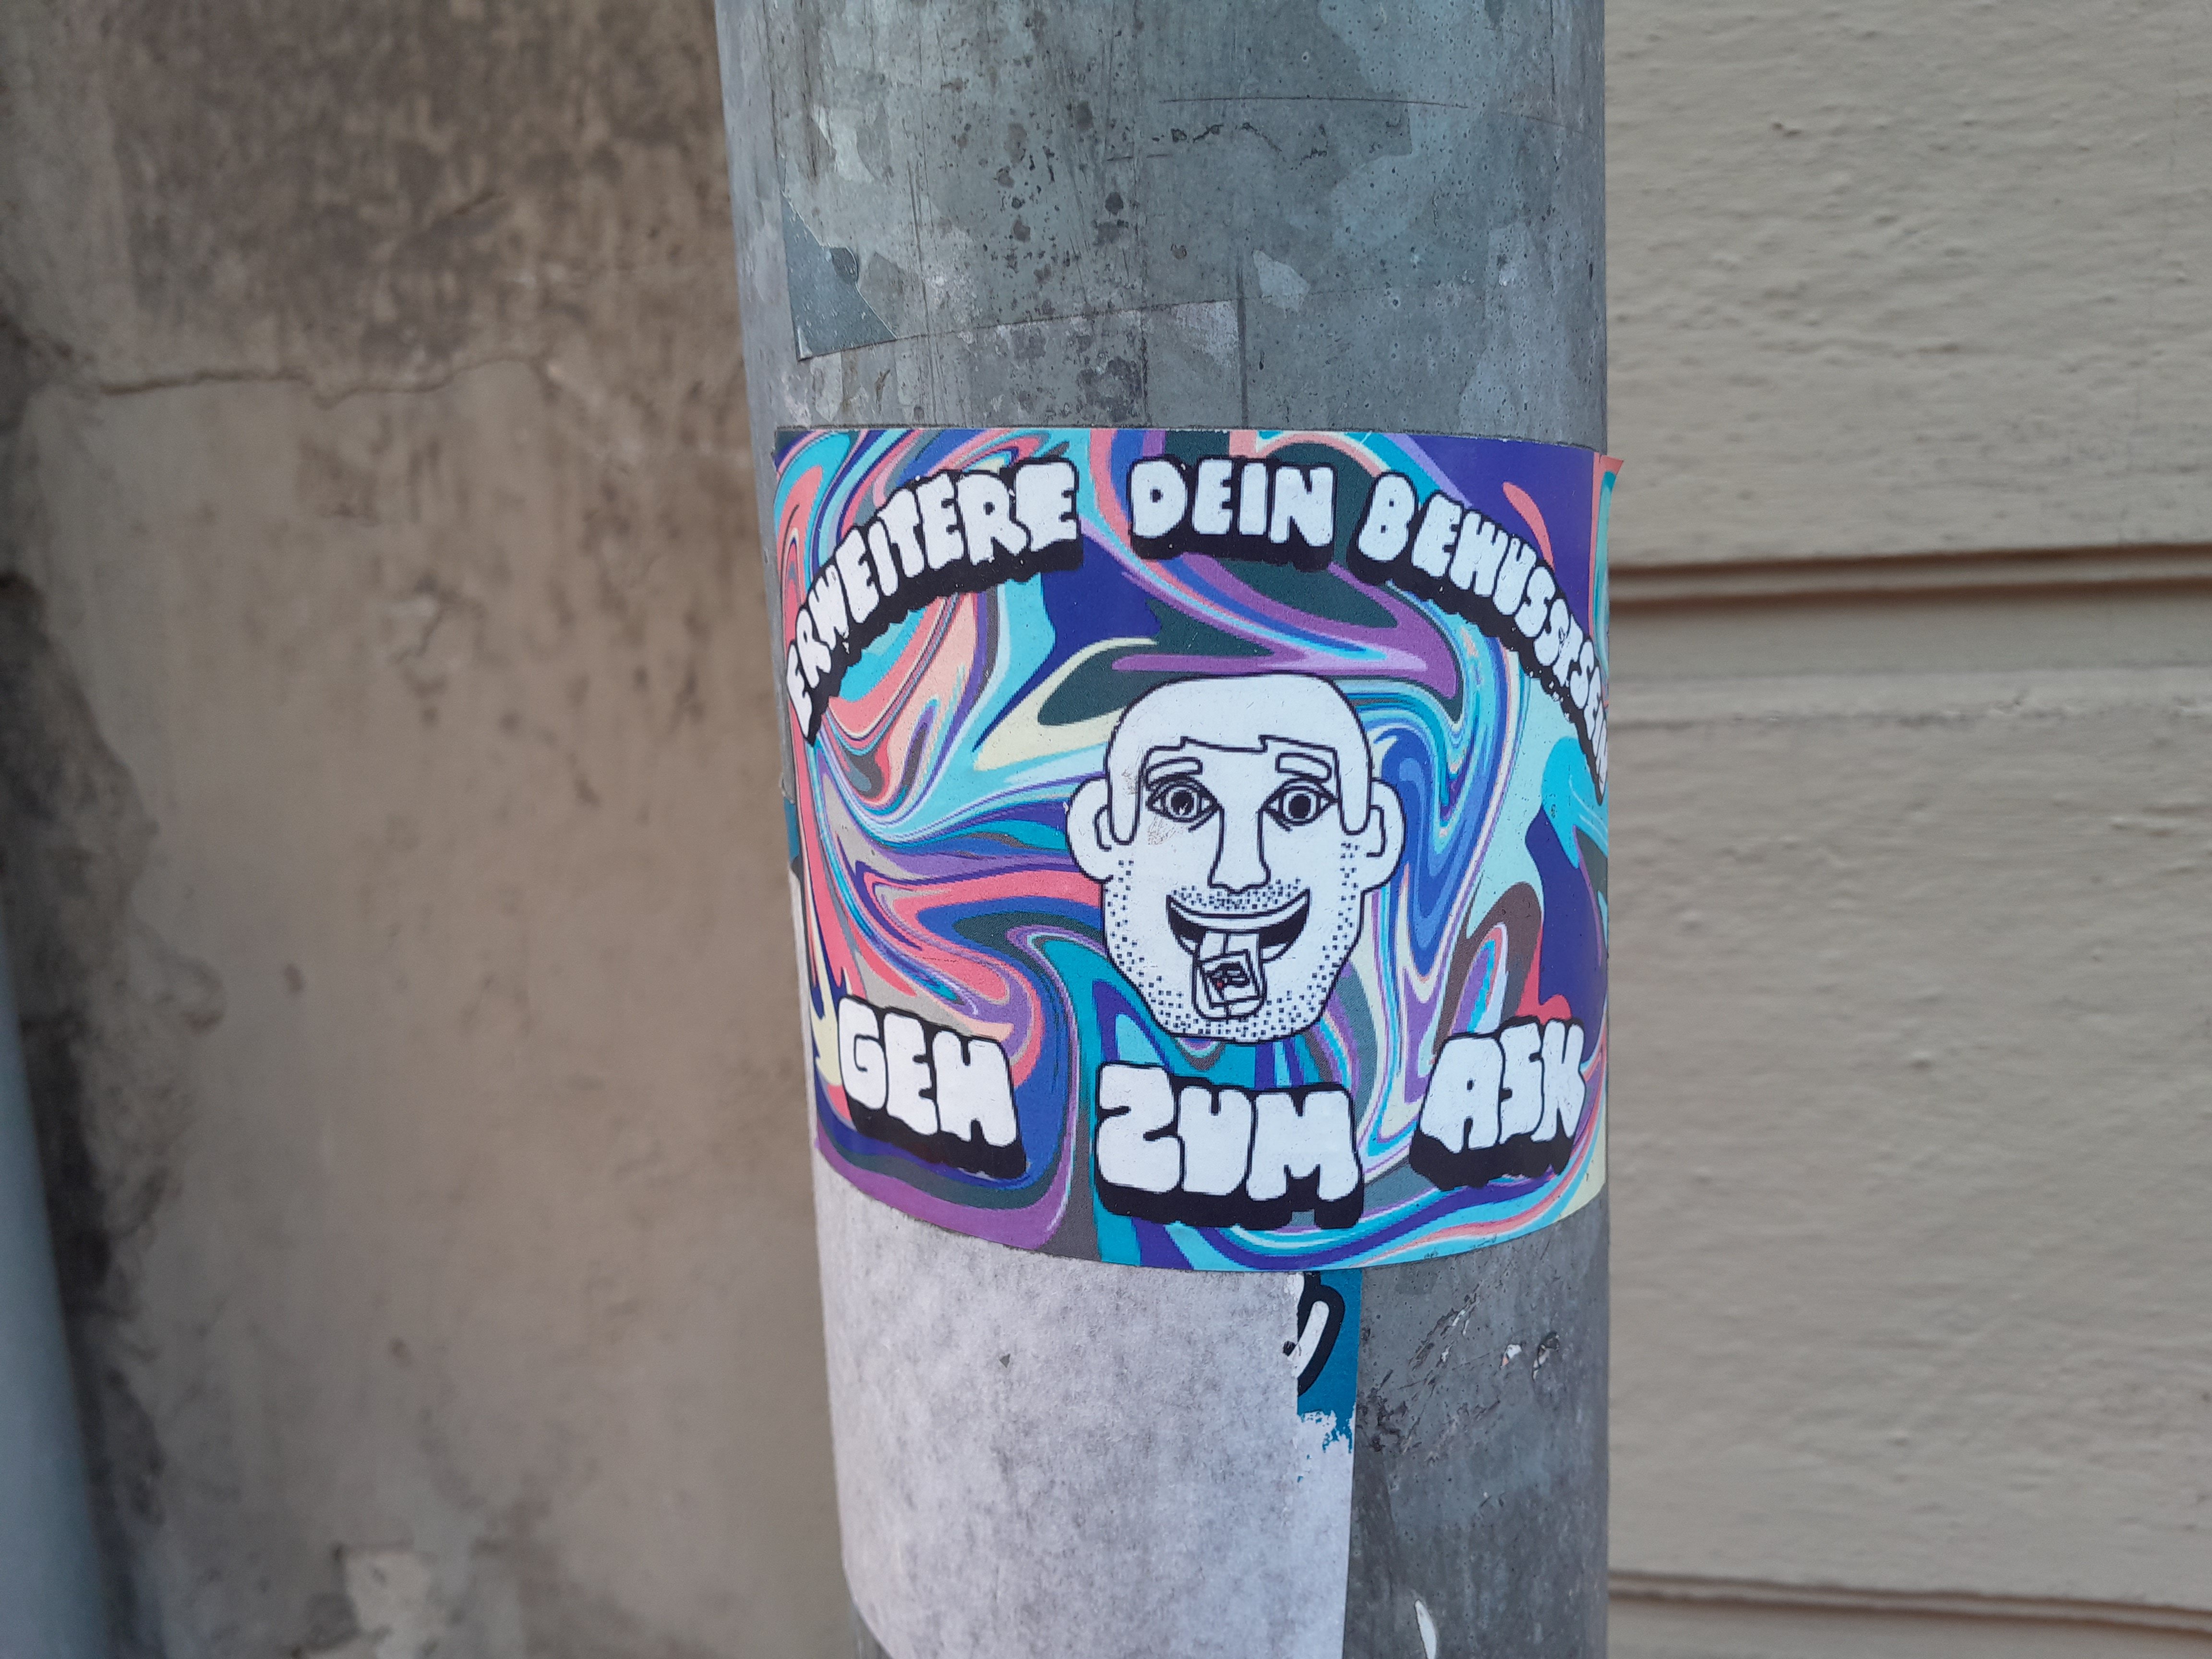 ERWEITERE DEIN BEWUSSTSEIN
GEH ZUM ASK